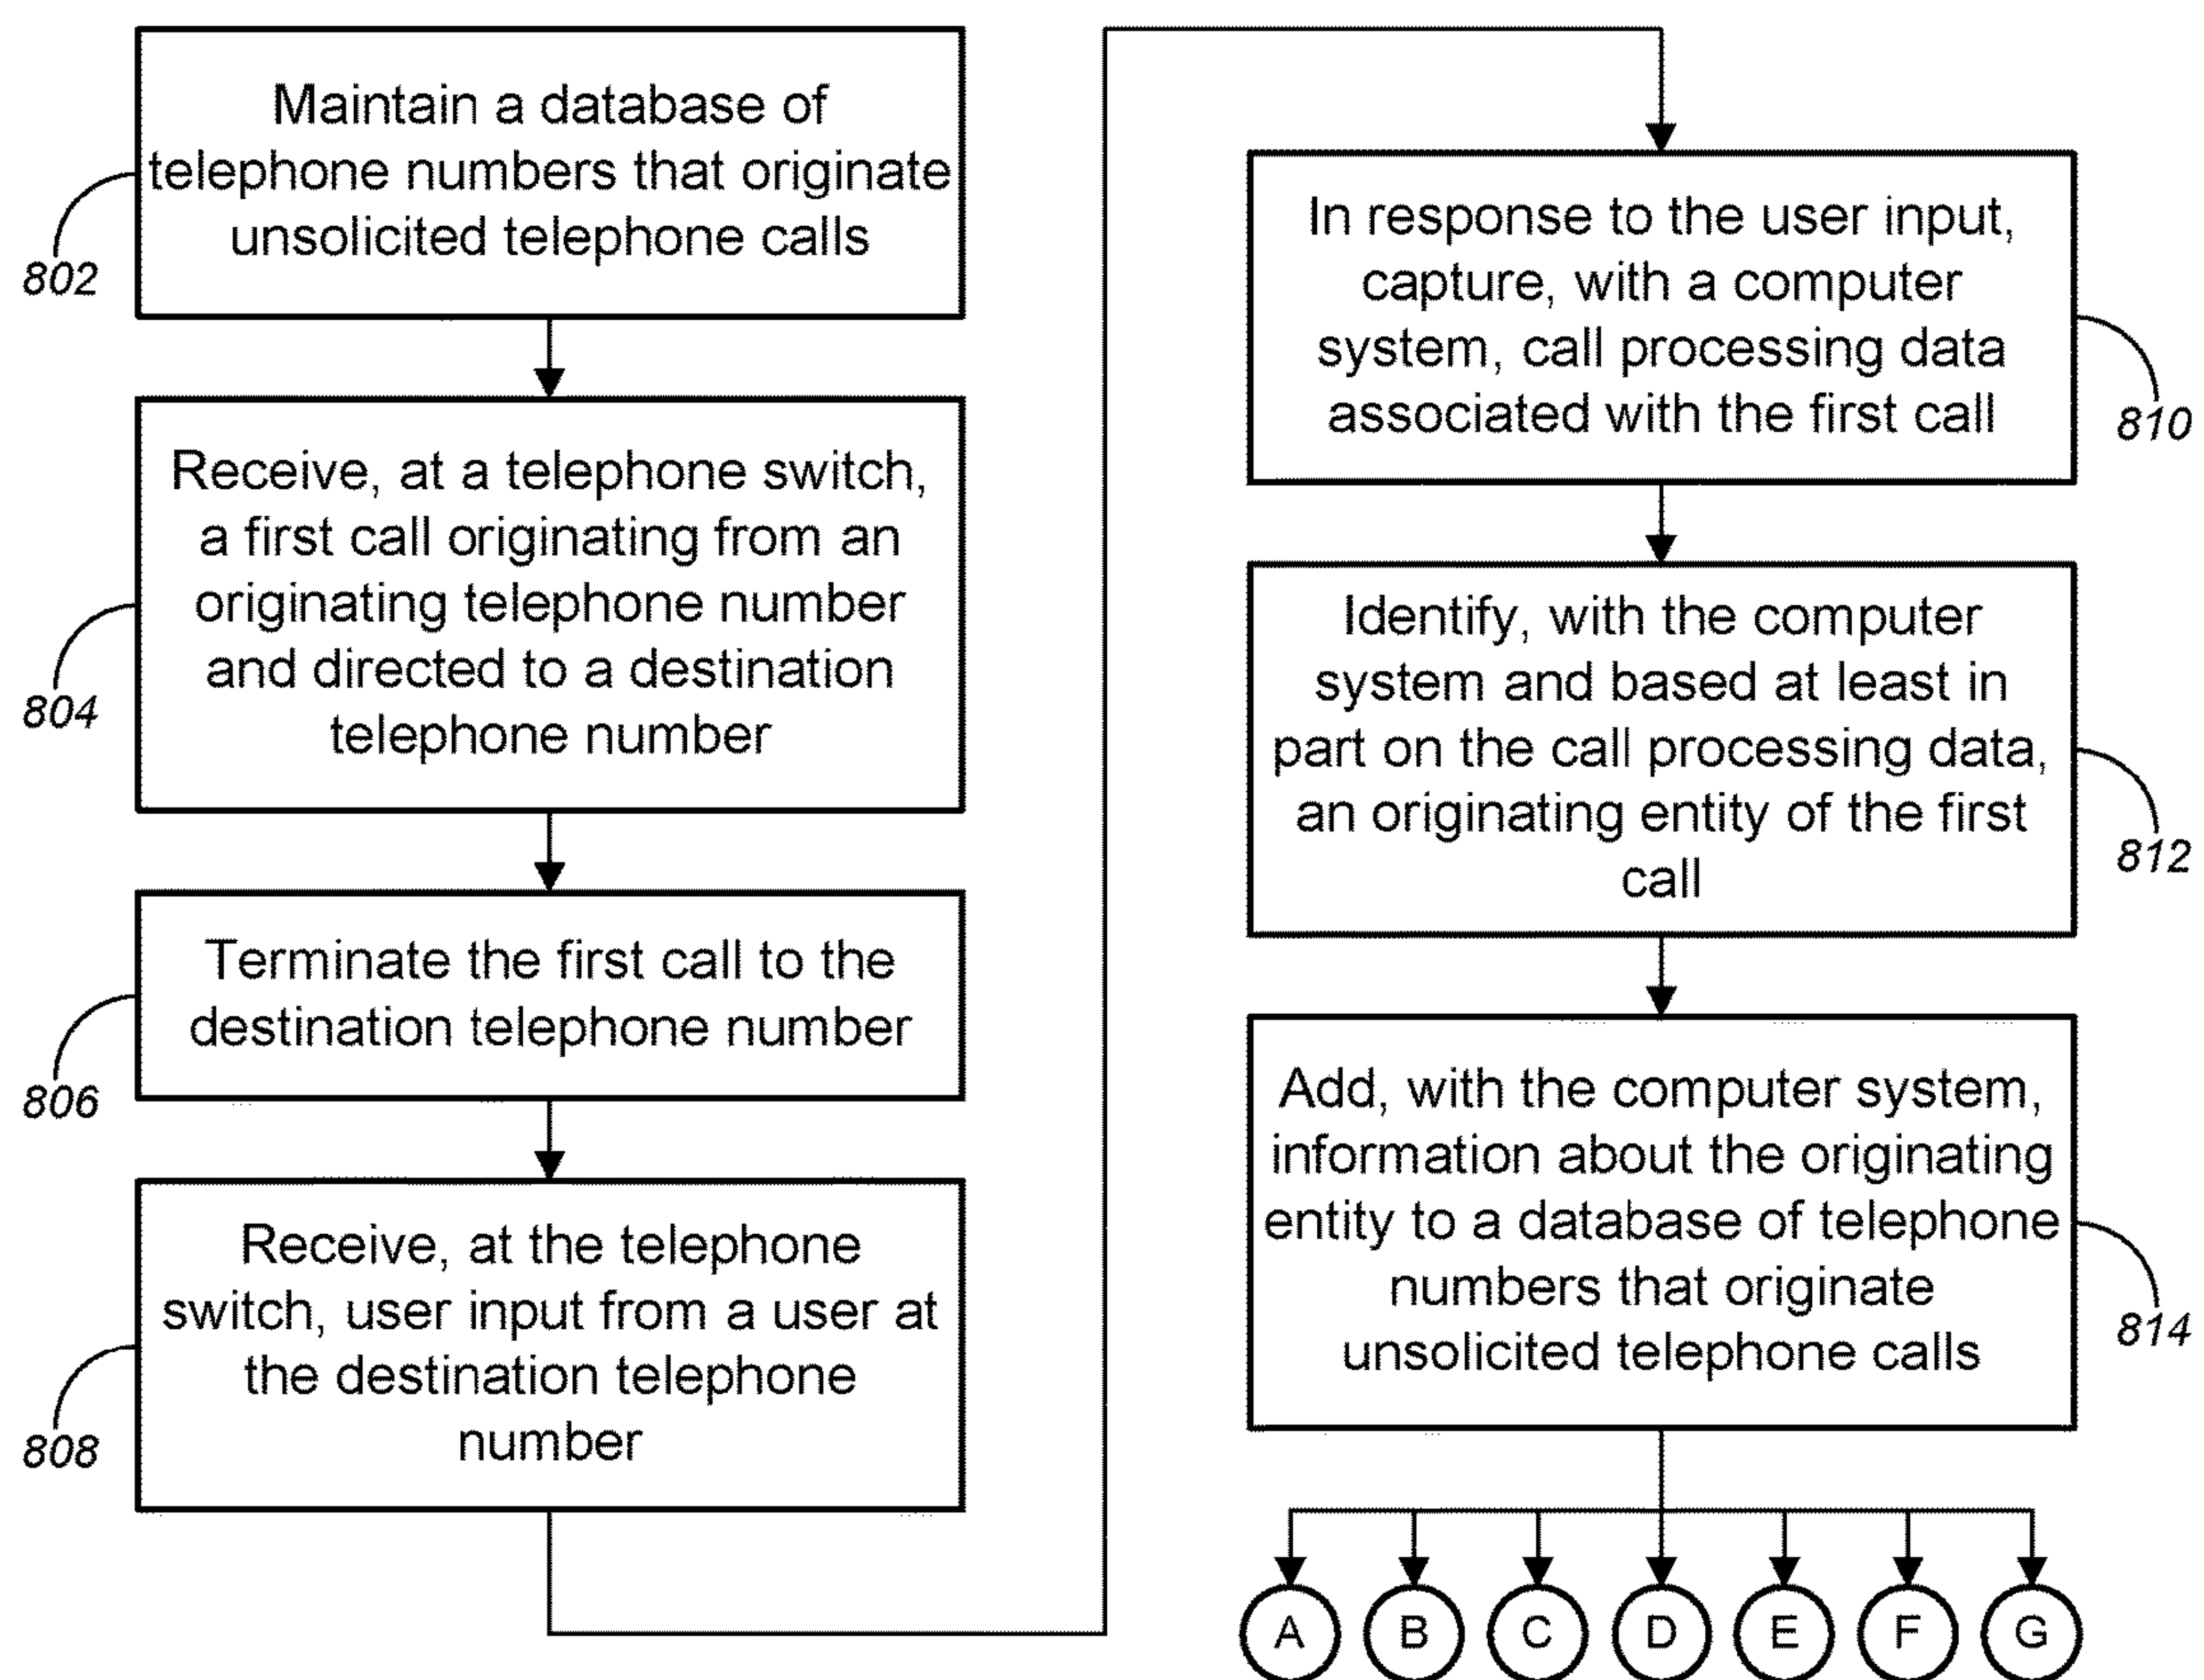 Maintain a database of
telephone numbers that originate
unsolicited telephone calls
802
Receive, at a telephone switch,
a first call originating from an
originating telephone number
and directed to a destination
telephone number
804
Terminate the first call to the
destination telephone number
806
Receive, at the telephone
switch, user input from a user at
the destination telephone
number
808
In response to the user input,
capture, with a computer
system, call processing data
associated with the first call
810
Identify, with the computer
system and based at least in
part on the call processing data,
an originating entity of the first
call
812
Add, with the computer system,
information about the originating
entity to a database of telephone
numbers that originate
unsolicited telephone calls
814
A B C D E F G